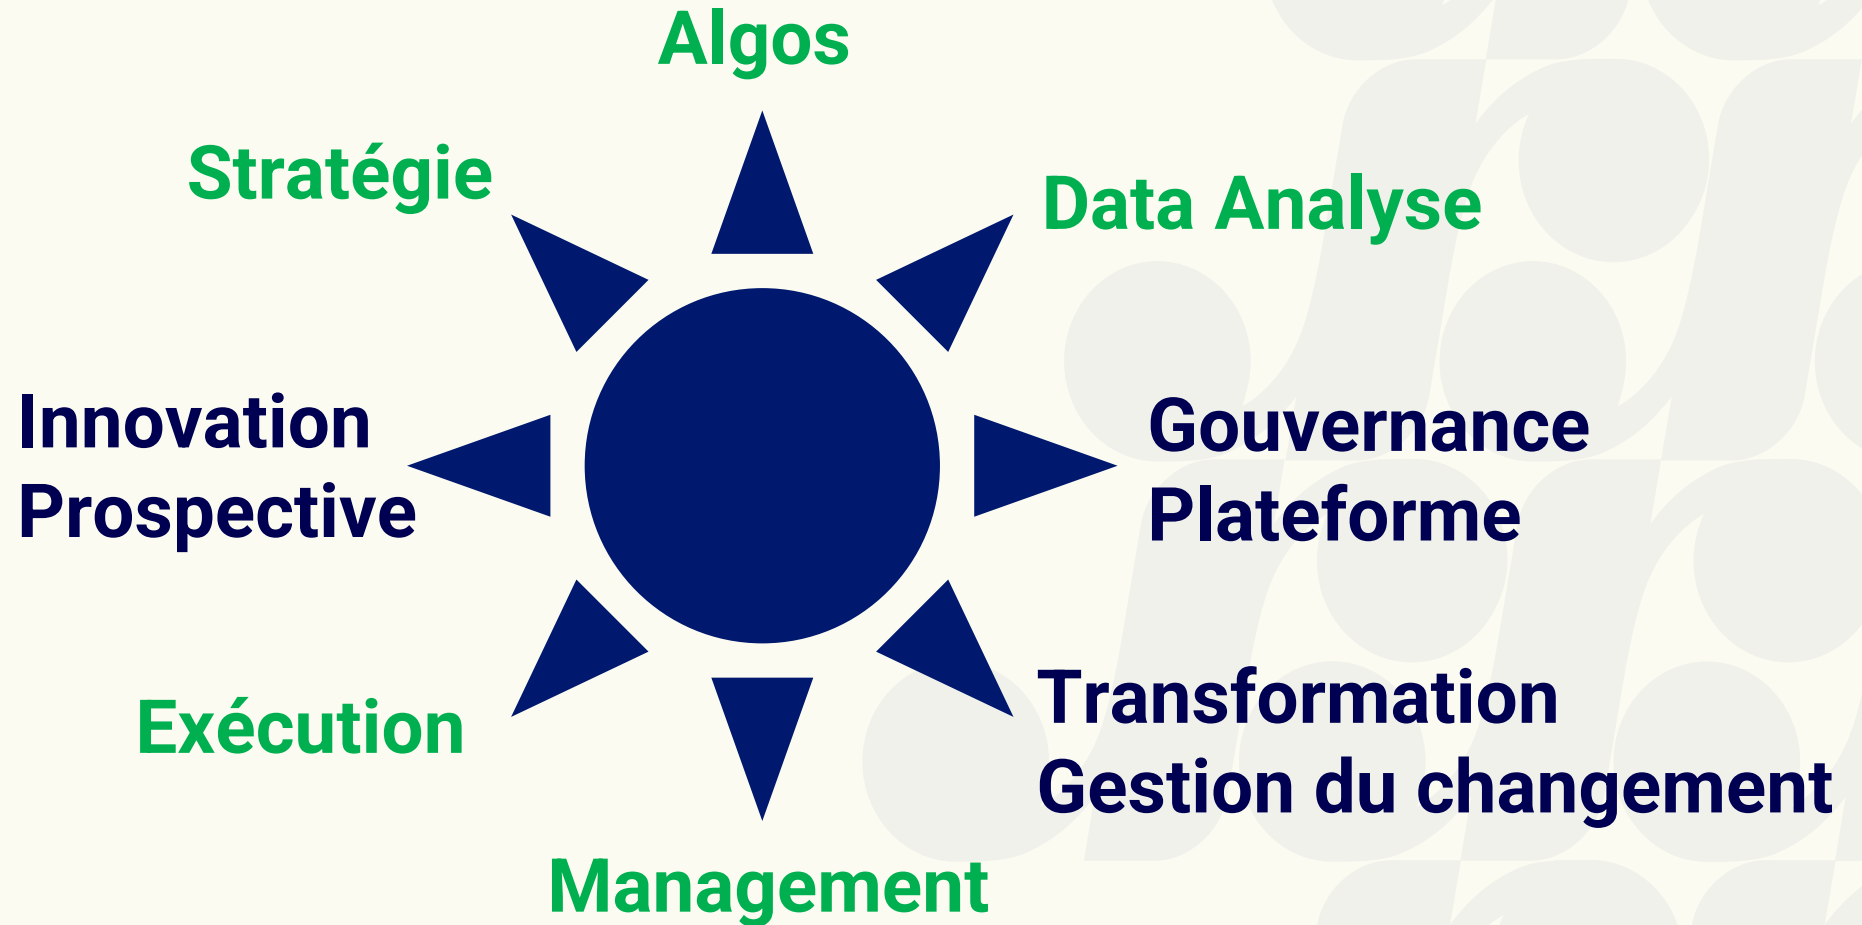 Algos
Stratégie
Data Analyse
Innovation
Prospective
Gouvernance
Plateforme
Exécution
Transformation
Gestion du changement
Management